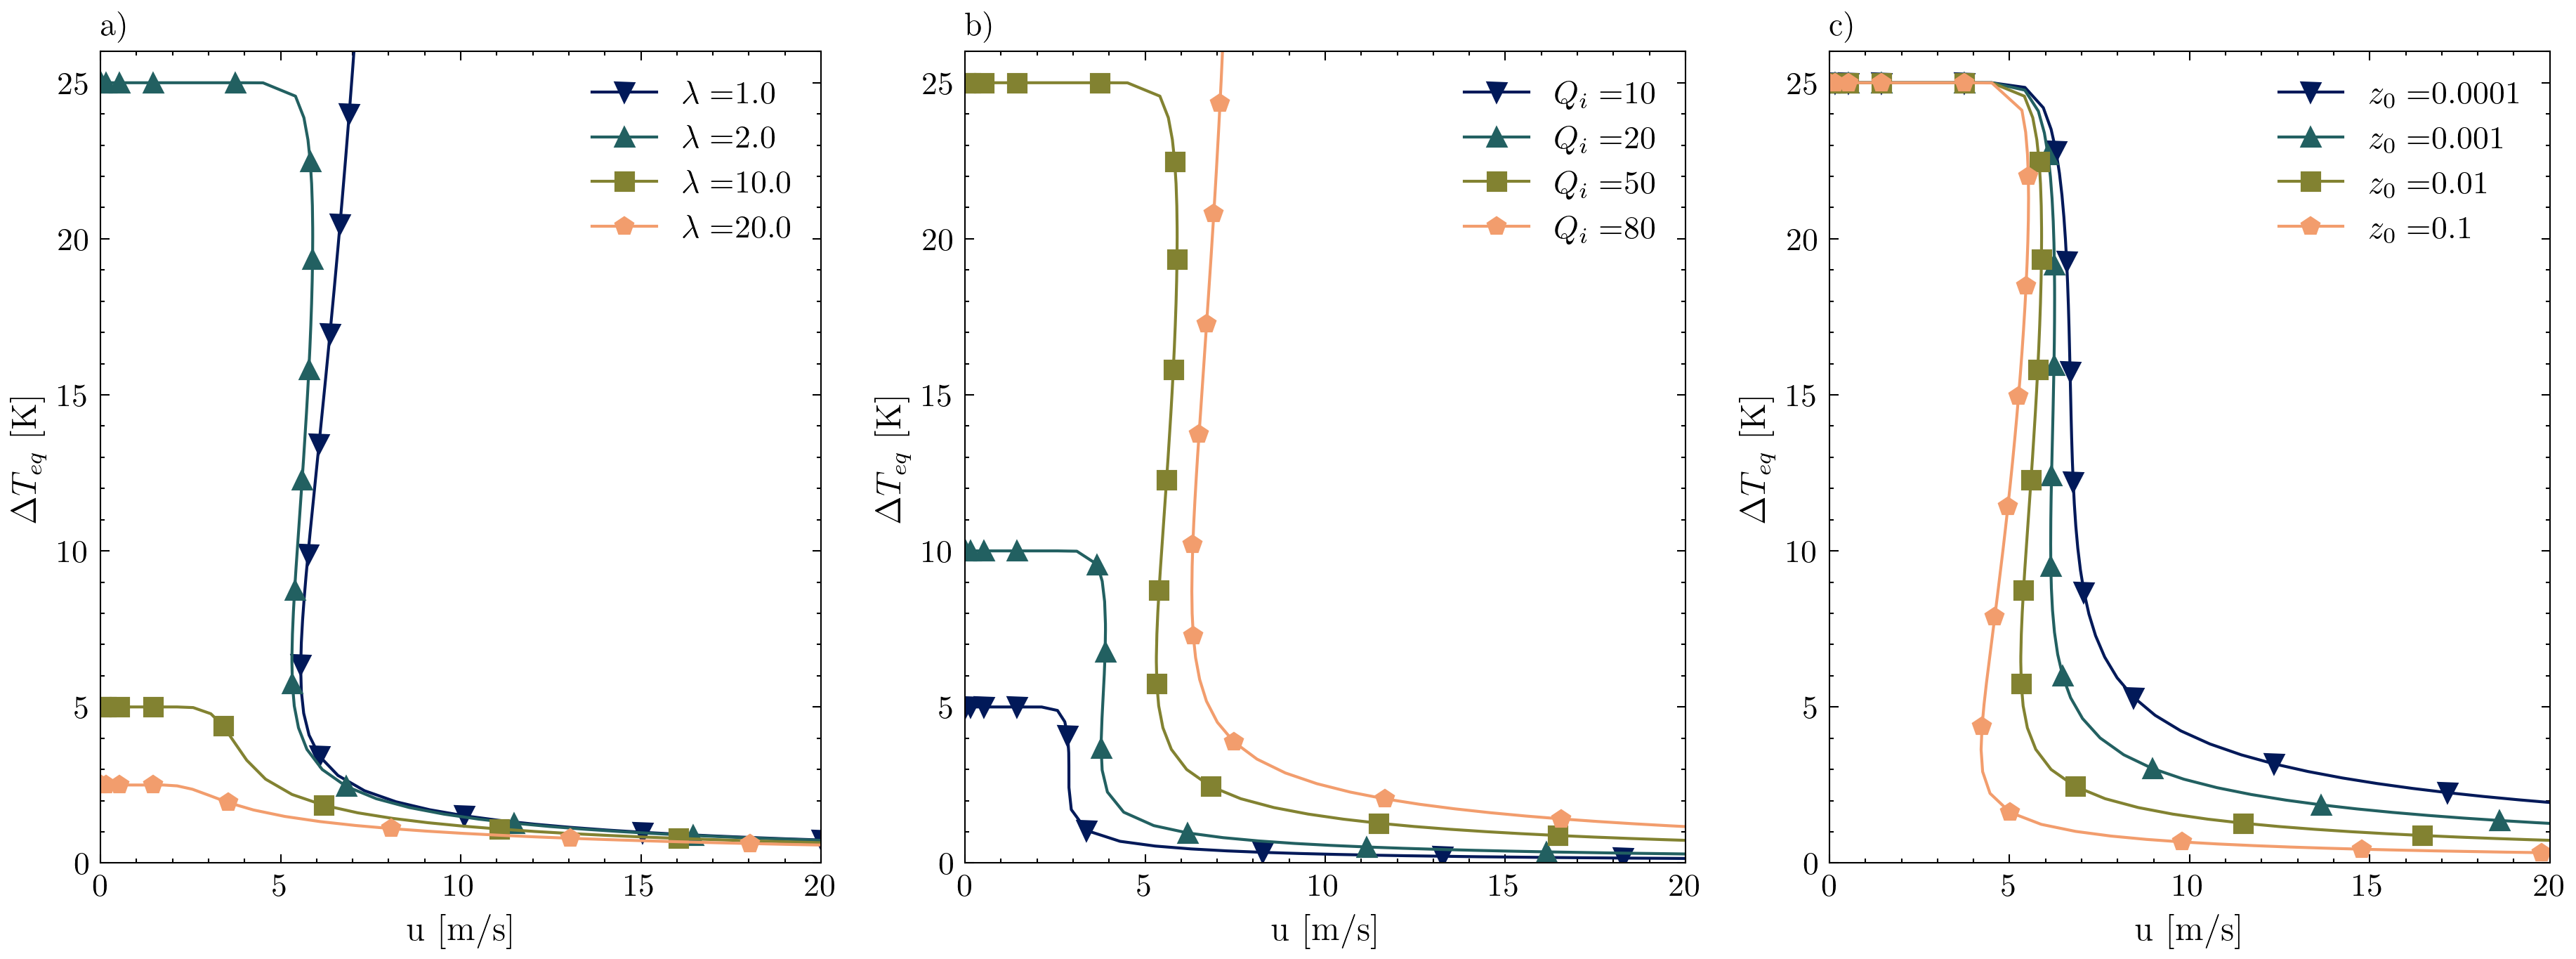 a)
25
20
15
10
5
0
0 5 10 15 20
ΔT_eq [K]
u [m/s]
λ =1.0
λ =2.0
λ =10.0
λ =20.0
b)
25
20
15
10
5
0
0 5 10 15 20
ΔT_eq [K]
u [m/s]
Q_i =10
Q_i =20
Q_i =50
Q_i =80
c)
25
20
15
10
5
0
0 5 10 15 20
ΔT_eq [K]
u [m/s]
z_0 =0.0001
z_0 =0.001
z_0 =0.01
z_0 =0.1